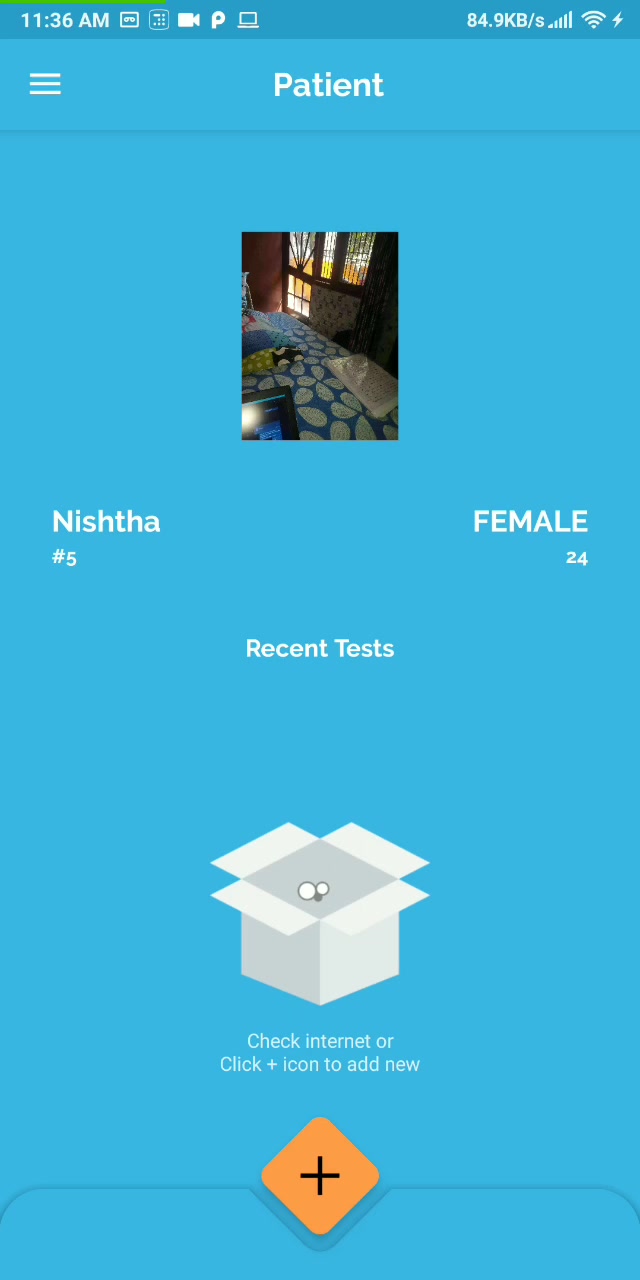 11:36 AM 84.9KB/s
Patient
Nishtha FEMALE
#5 24
Recent Tests
Check internet or
Click + icon to add new